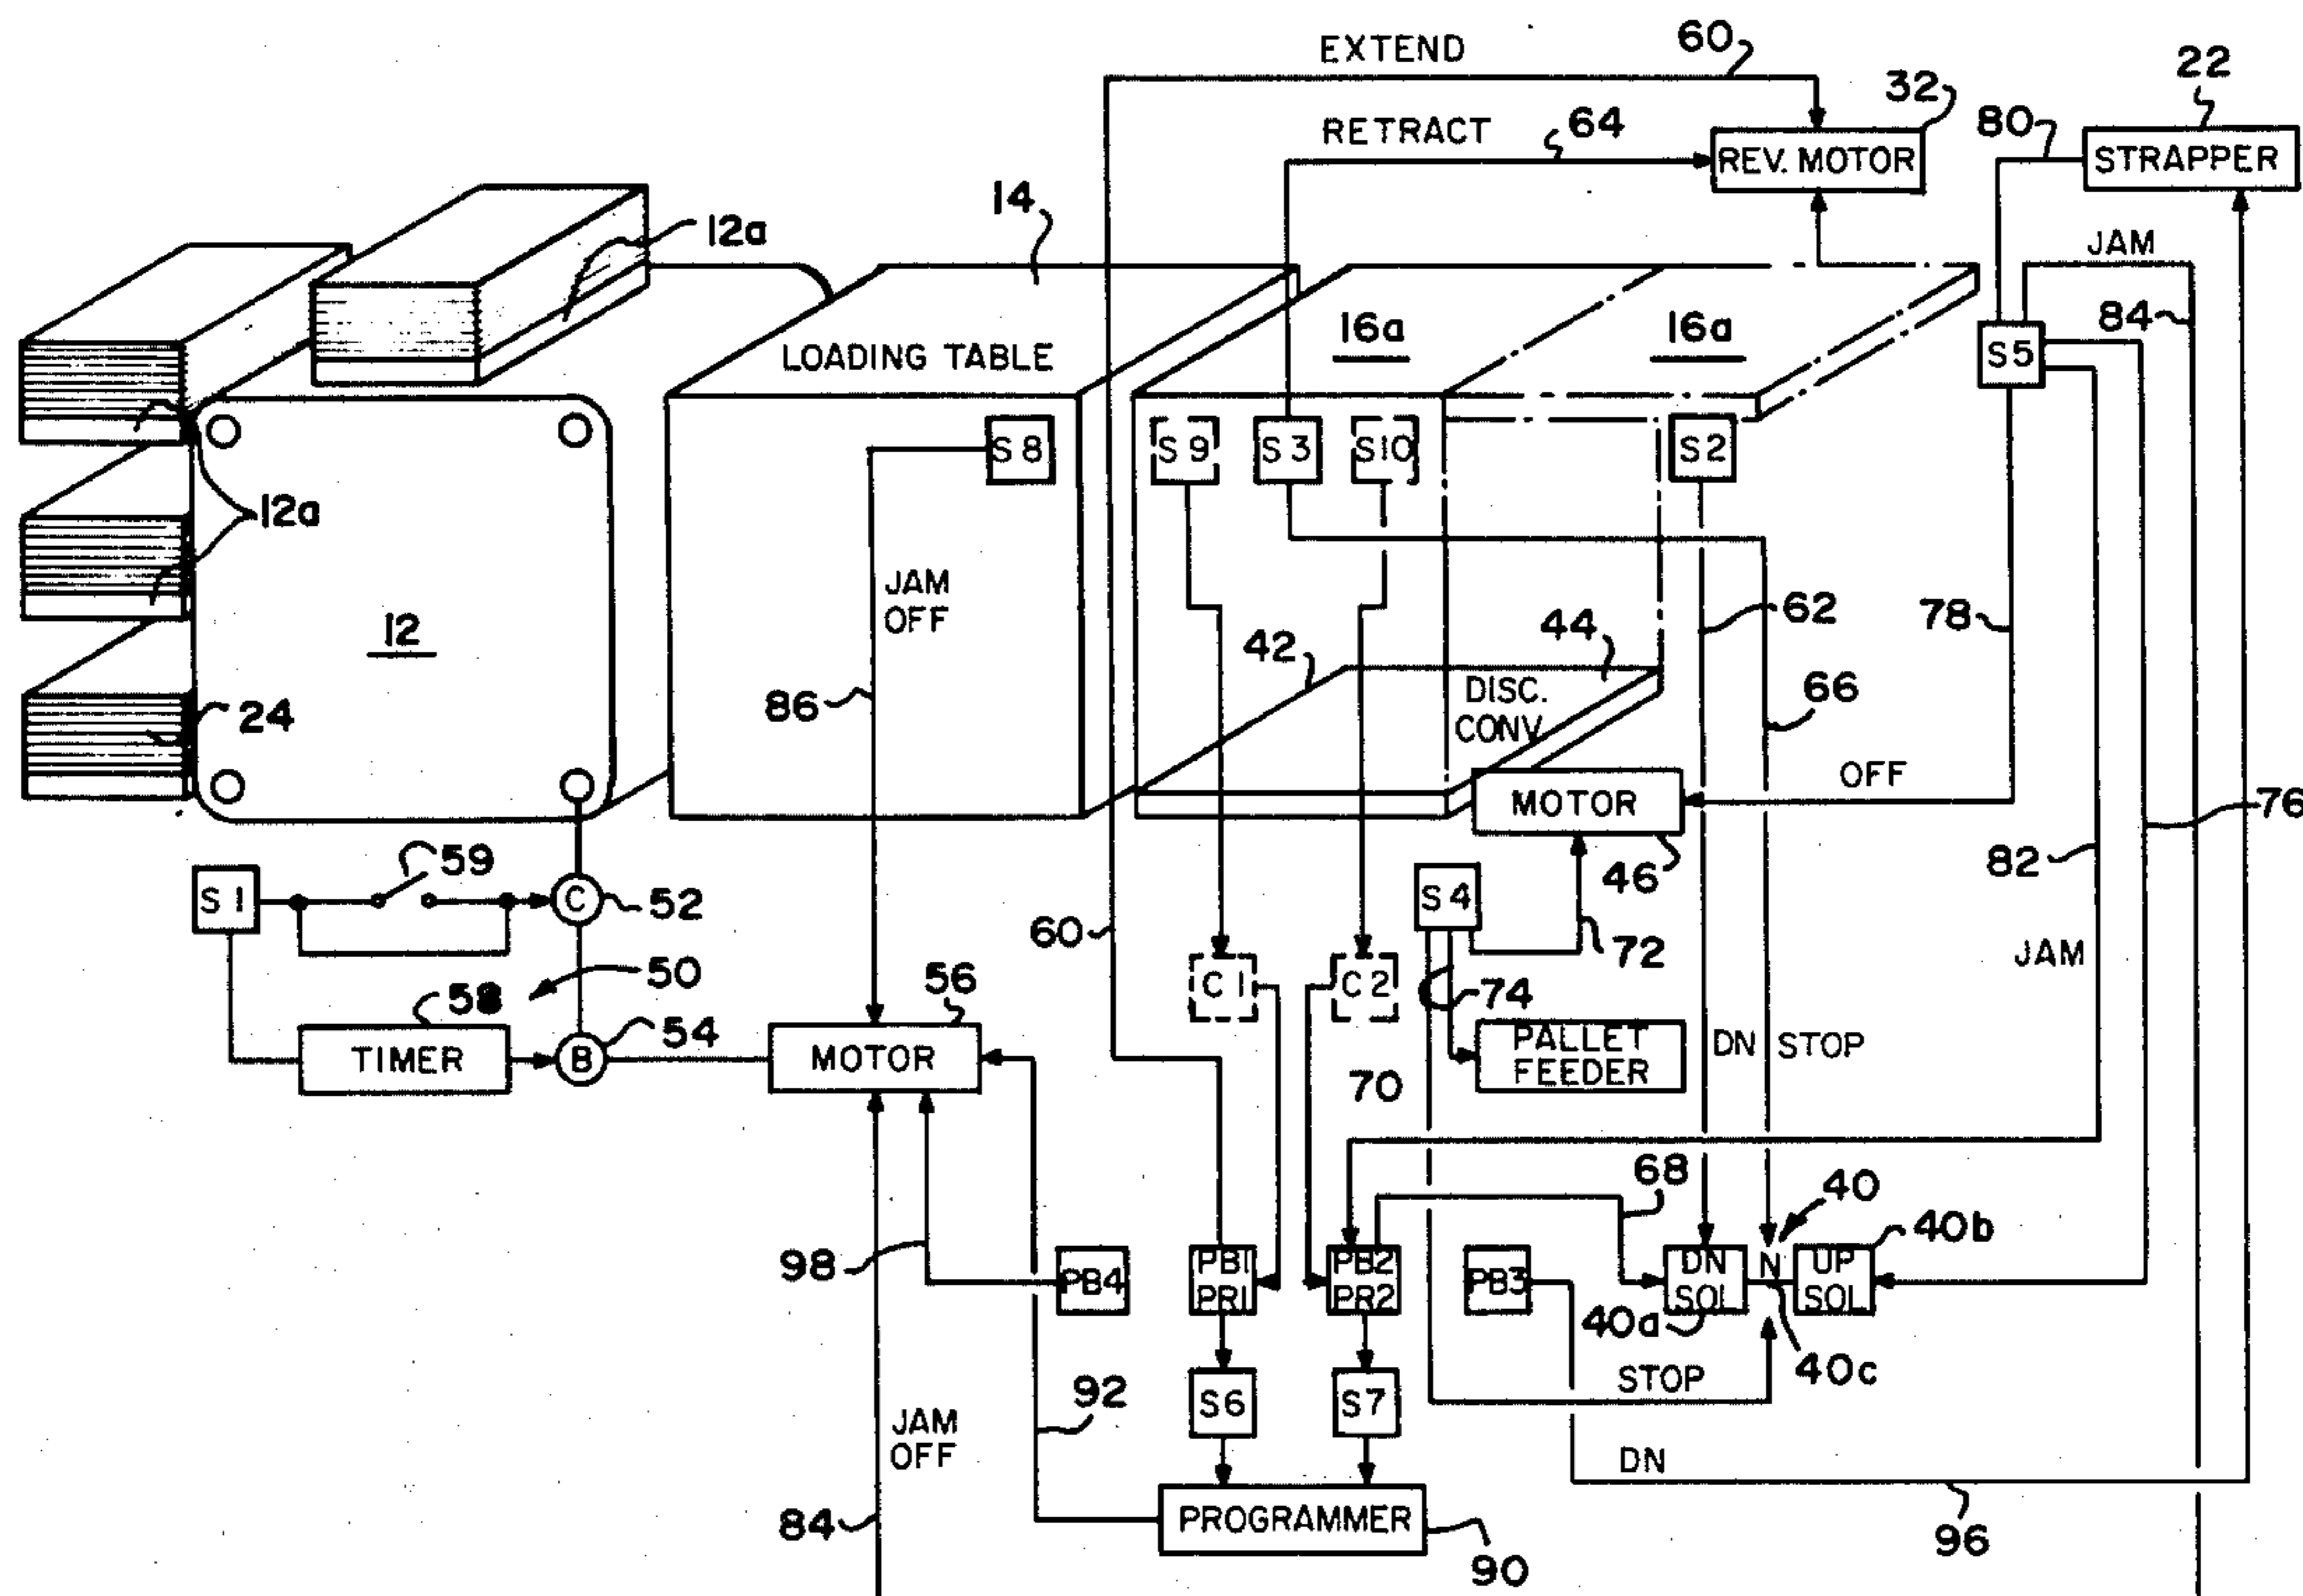 EXTEND
60
22
RETRACT
64
32
80
REV. MOTOR
STRAPPER
14
12a
JAM
84
16a
16a
LOADING TABLE
S5
S8
S9
S3
S10
S2
12a
JAM
OFF
62
78
12
42
44
66
86
DISC.
CONV.
24
OFF
MOTOR
76
59
82
46
S1
C
52
S4
60
72
JAM
50
58
56
C1
C2
74
54
TIMER
B
MOTOR
PALLET
FEEDER
DN
STOP
70
68
40
40b
98
PB4
PB1
PR1
PB2
PR2
PB3
DN
SOL
N
UP
SOL
40a
40c
STOP
92
S6
S7
JAM
OFF
DN
84
PROGRAMMER
96
90